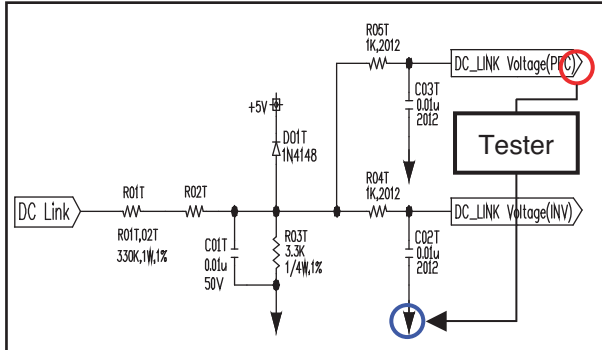 R05T
1K,2012
DC_LINK Voltage(PFC)
C03T
0.01u
2012
+5V
D01T
1N4148
Tester
DC Link
R01T
R02T
R01T,02T
330K,1W,1%
C01T
0.01u
50V
R03T
3.3K
1/4W,1%
R04T
1K,2012
DC_LINK Voltage(INV)
C02T
0.01u
2012